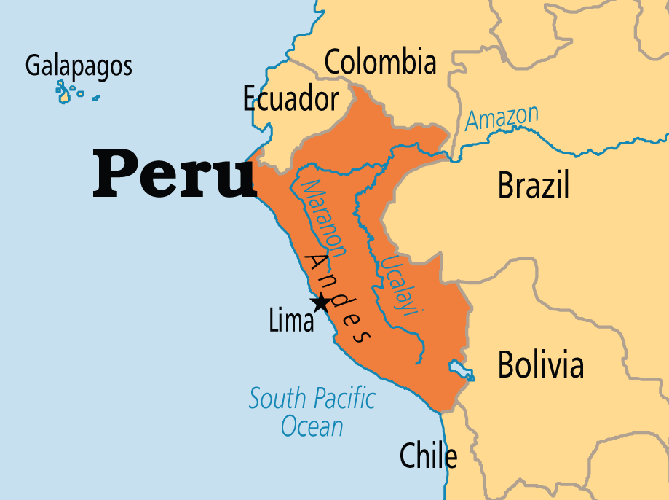 Galapagos
Colombia
Ecuador
Amazon
Peru
Brazil
Maranon
Ucalayi
Andes
Lima
Bolivia
South Pacific
Ocean
Chile